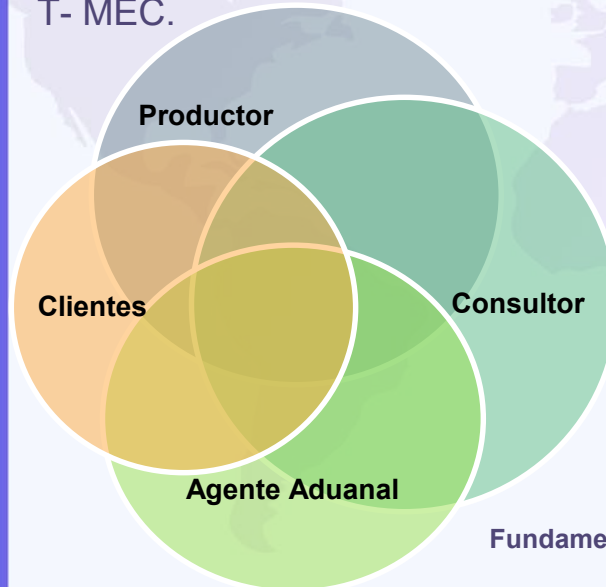 T- MEC.
Productor
Clientes
Consultor
Agente Aduanal
Fundame